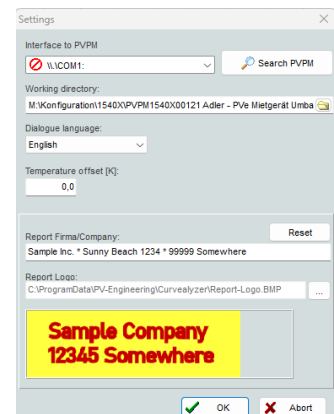 Settings
Interface to PVPM
\\.\COM1:
Search PVPM
Working directory:
M:\Konfiguration\1540X\PVPM1540X00121 Adler - PVe Mietgerät Umba
Dialogue language:
English
Temperature offset [K]:
0,0
Reset
Report Firma/Company:
Sample Inc. * Sunny Beach 1234 * 99999 Somewhere
Report Logo:
C:\ProgramData\PV-Engineering\Curvealyzer\Report-Logo.BMP
...
Sample Company
12345 Somewhere
OK
Abort